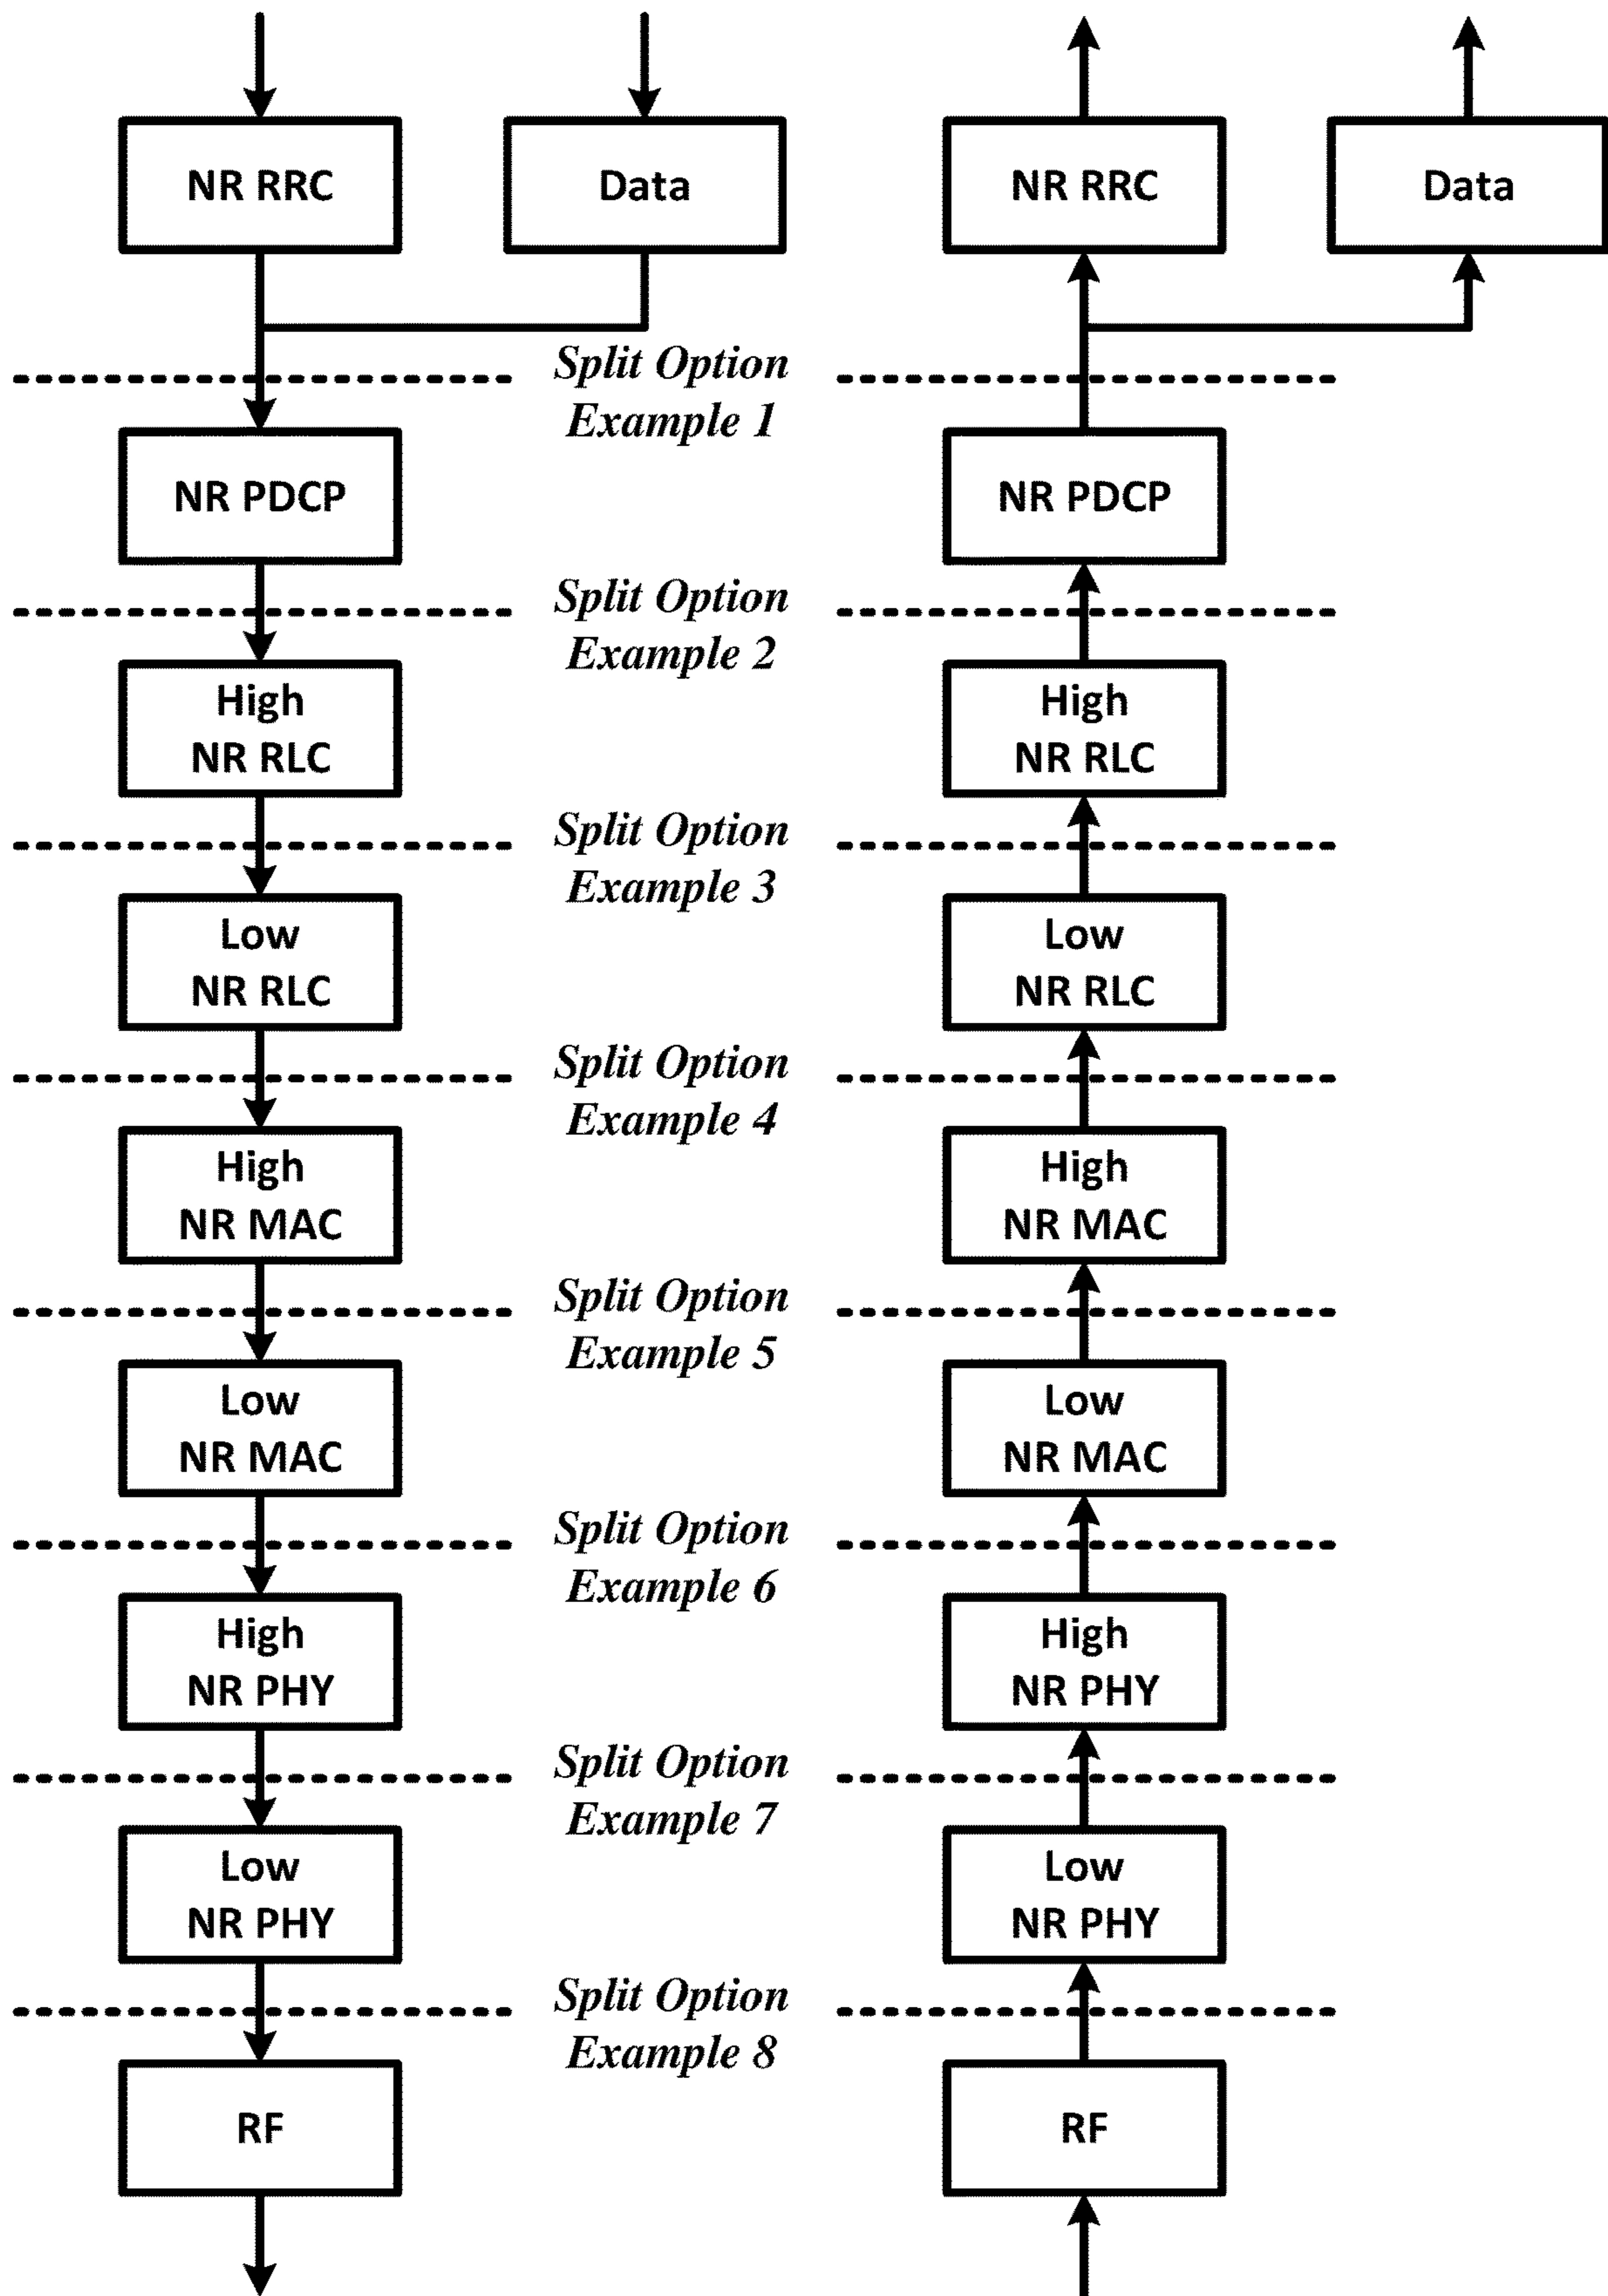 NR RRC
Data
NR RRC
Data
Split Option
Example 1
NR PDCP
NR PDCP
Split Option
Example 2
High
NR RLC
High
NR RLC
Split Option
Example 3
Low
NR RLC
Low
NR RLC
Split Option
Example 4
High
NR MAC
High
NR MAC
Split Option
Example 5
Low
NR MAC
Low
NR MAC
Split Option
Example 6
High
NR PHY
High
NR PHY
Split Option
Example 7
Low
NR PHY
Low
NR PHY
Split Option
Example 8
RF
RF